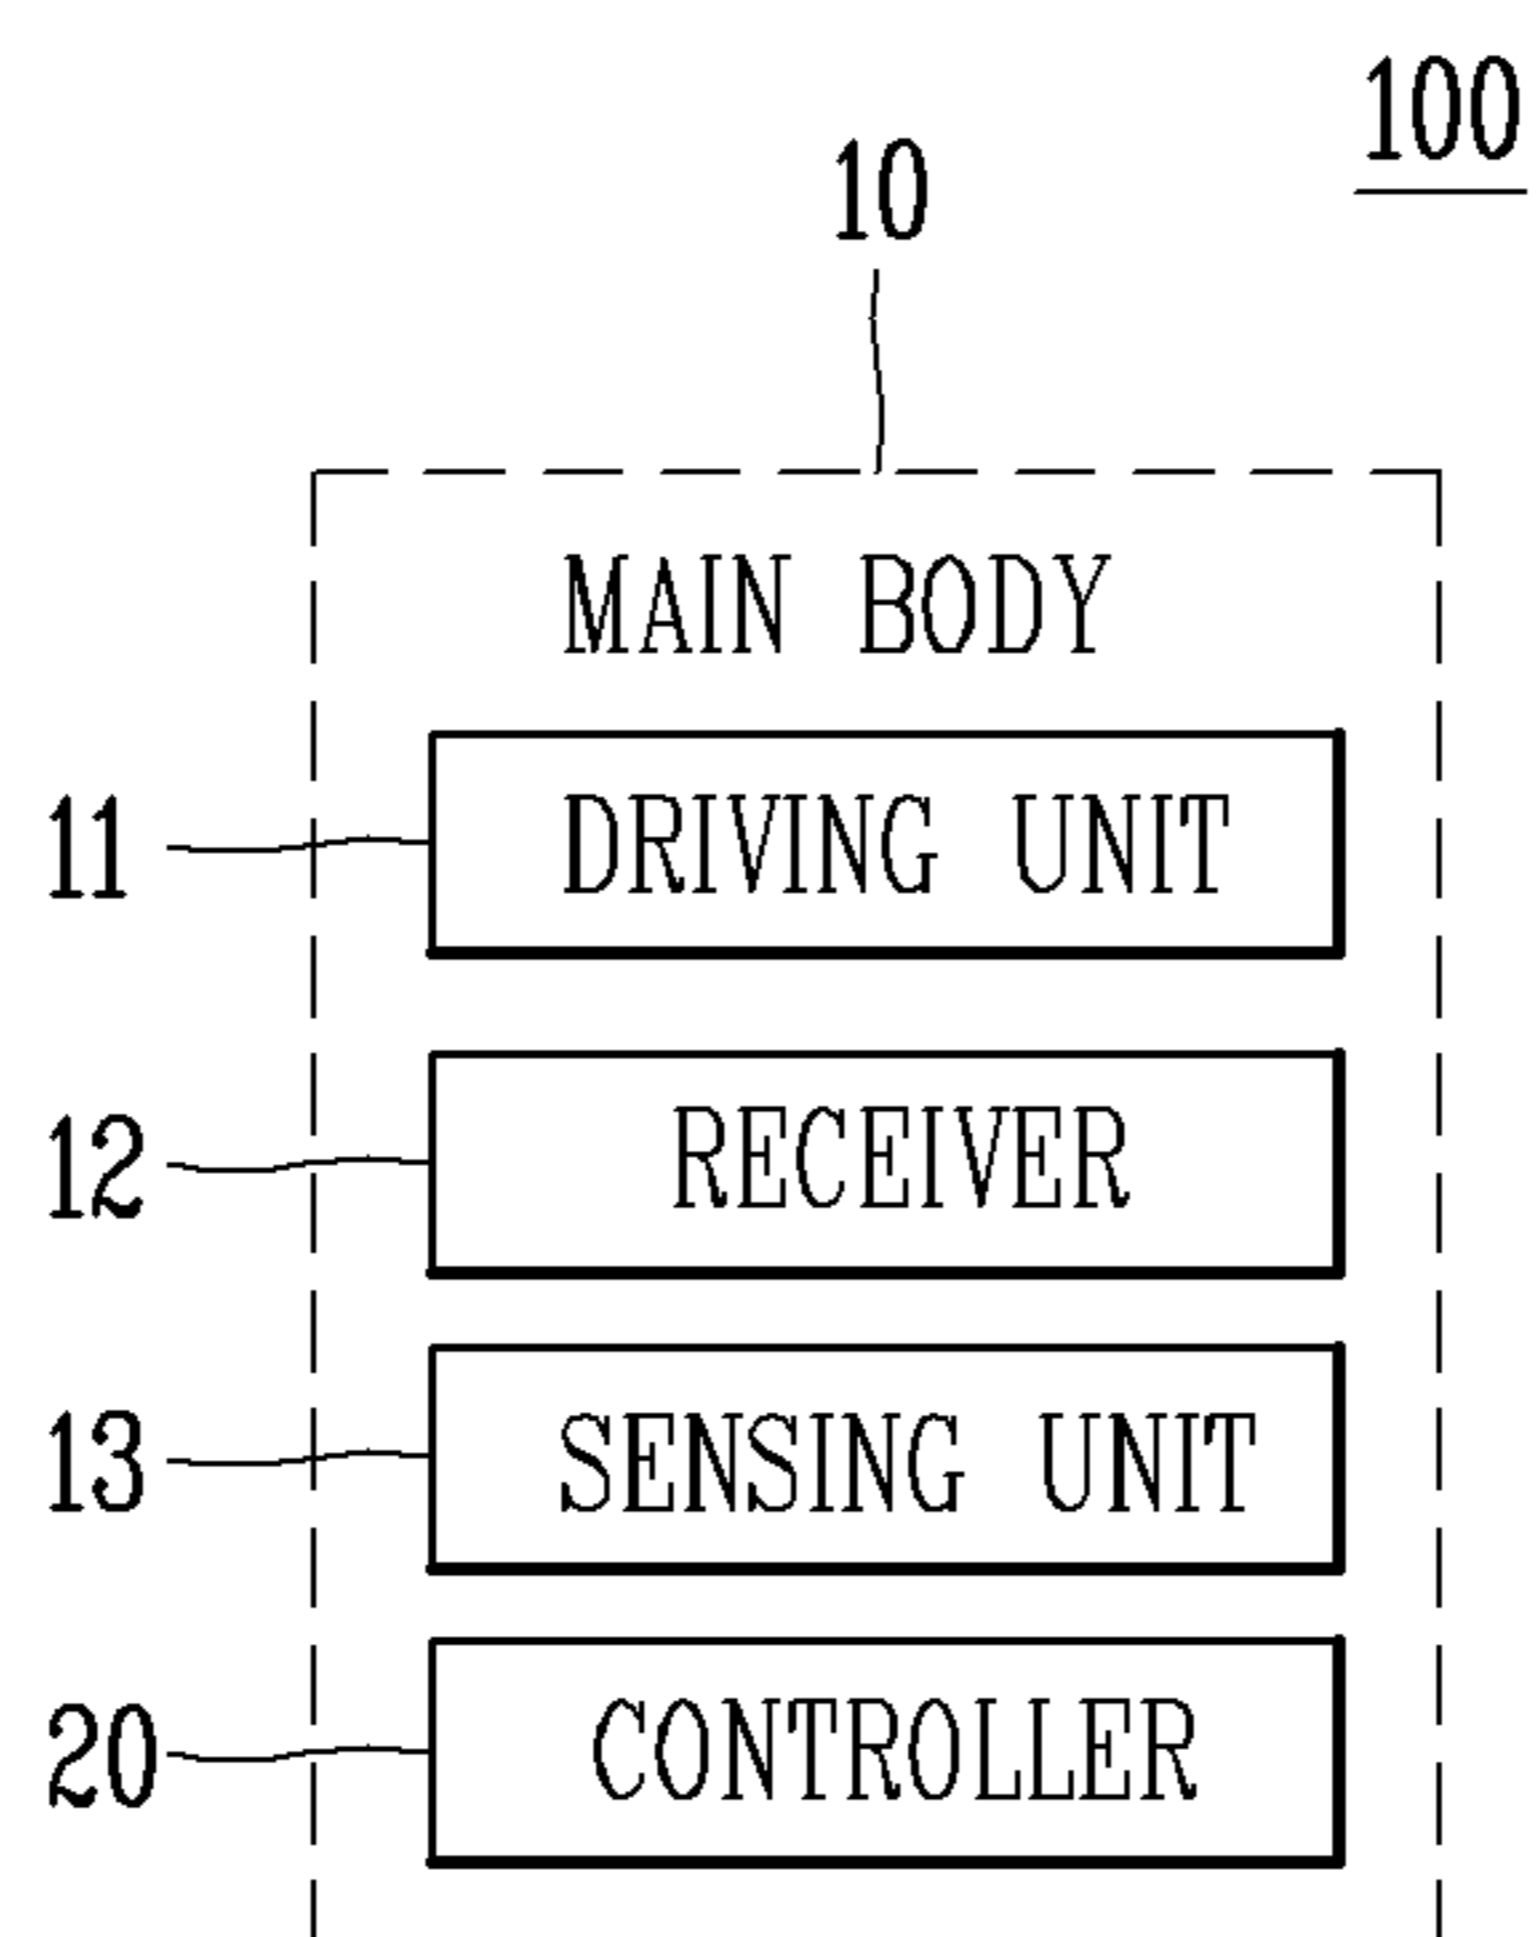 100
10
MAIN BODY
11 DRIVING UNIT
12 RECEIVER
13 SENSING UNIT
20 CONTROLLER